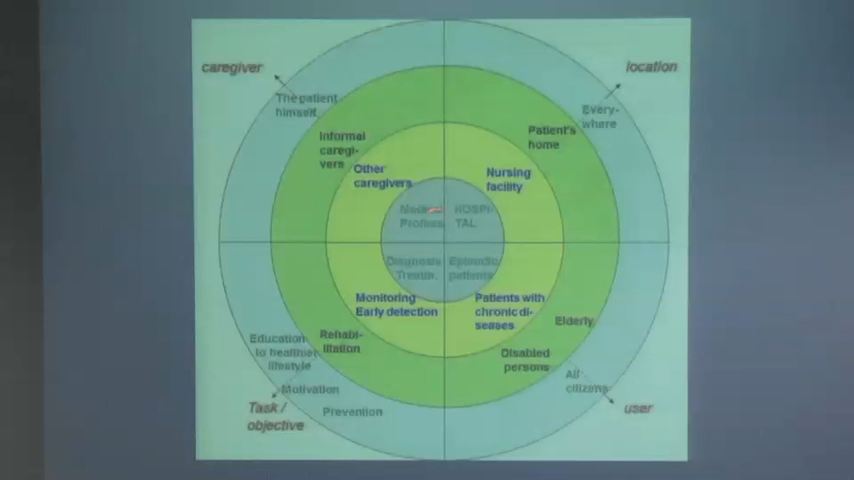 caregiver
location
The patient
himself
Every-
where
Informal
caregi-
vers
Patient's
home
Other
caregivers
Nursing
facility
HOSPI-
TAL
Diagnosis
Episodic
patients
Monitoring
Early detection
Patients with
chronic di-
seases
Elderly
Rehabi-
litation
Disabled
persons
Education
to healthier
lifestyle
Motivation
Prevention
All
citizens
Task /
objective
user